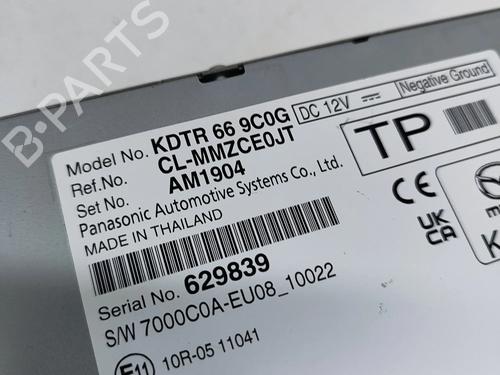 B-PARTS
Model No. KDTR 66 9C0G
Ref.No. CL-MMZCE0JT
Set No. AM1904
Panasonic Automotive Systems Co., Ltd.
MADE IN THAILAND
Serial No. 629839
S/W 7000C0A-EU08_10022
E11 10R-05 11041
DC 12V
Negative Ground
TP
CE
UK
CA